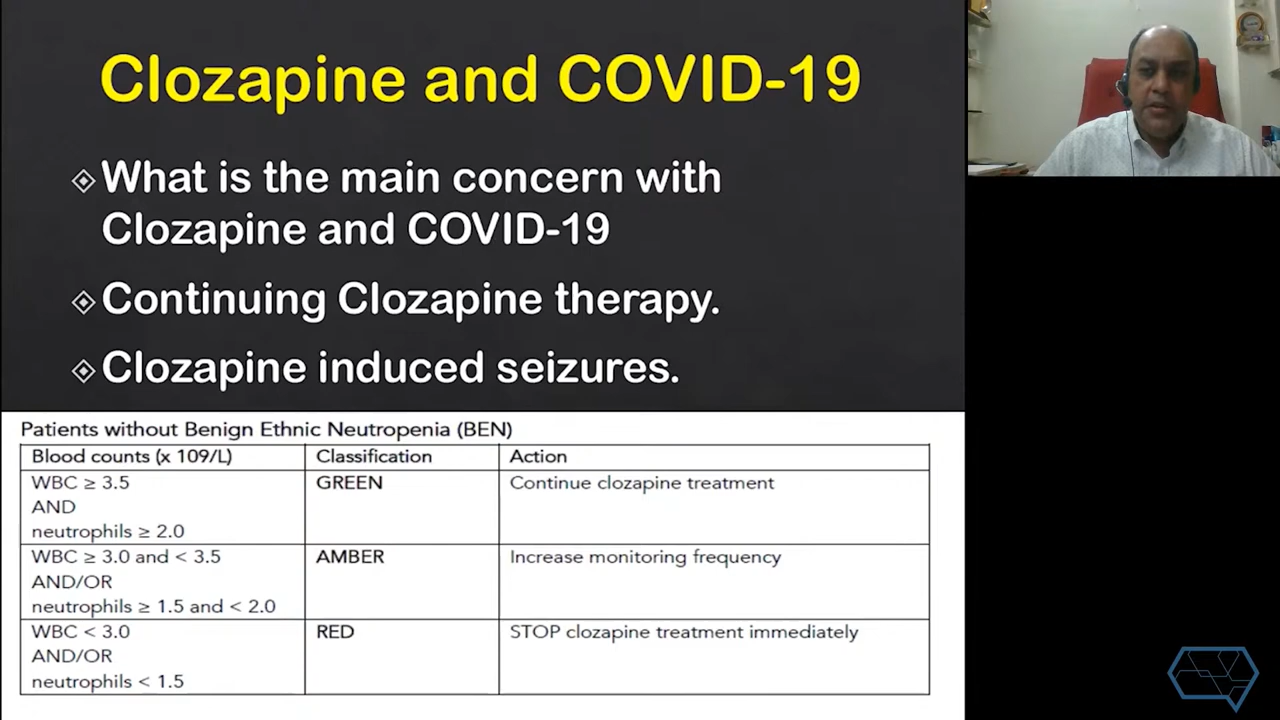 Clozapine and COVID-19
What is the main concern with
Clozapine and COVID-19
Continuing Clozapine therapy.
Clozapine induced seizures.
Patients without Benign Ethnic Neutropenia (BEN)
Blood counts (x 109/L) Classification Action
WBC ≥ 3.5 GREEN Continue clozapine treatment
AND
neutrophils ≥ 2.0
WBC ≥ 3.0 and < 3.5 AMBER Increase monitoring frequency
AND/OR
neutrophils ≥ 1.5 and < 2.0
WBC < 3.0 RED STOP clozapine treatment immediately
AND/OR
neutrophils < 1.5